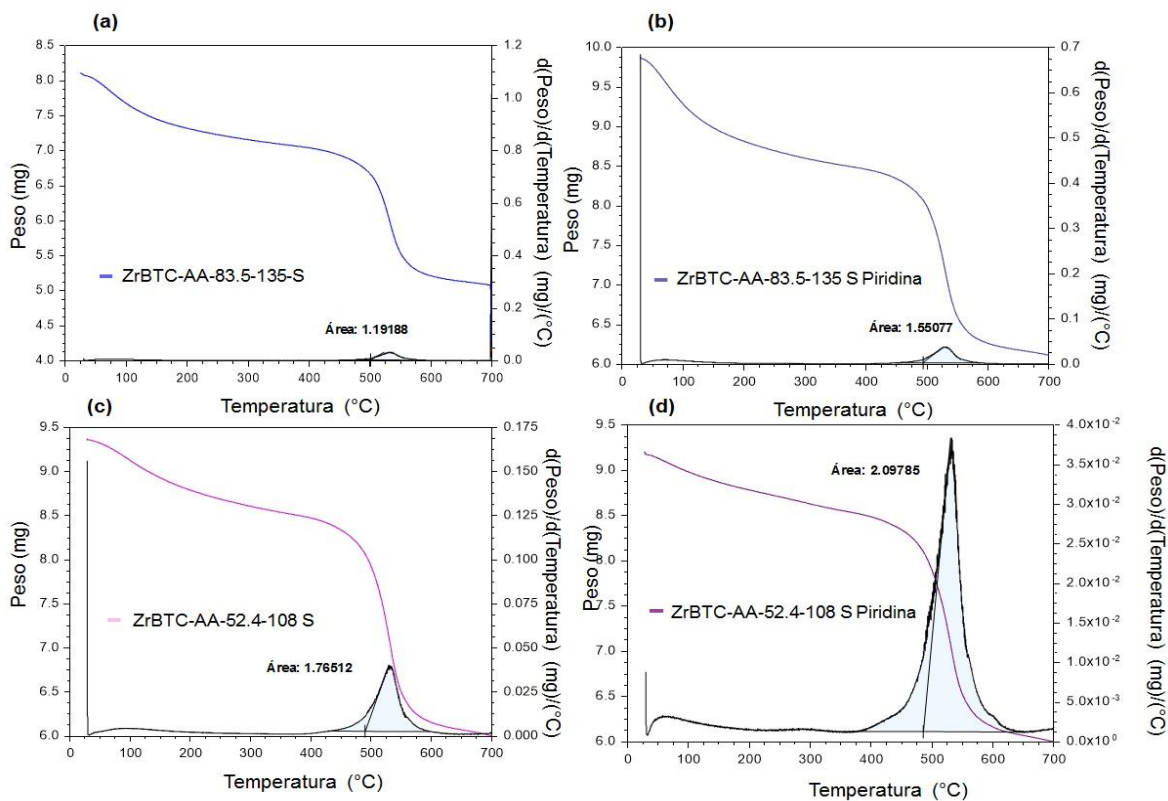 (a)
8.5
8.0
7.5
7.0
6.5
6.0
5.5
5.0
4.5
4.0
Peso (mg)
1.2
1.0
0.8
0.6
0.4
0.2
0.0
d(Peso)/d(Temperatura) (mg)/(°C)
ZrBTC-AA-83.5-135-S
Área: 1.19188
0 100 200 300 400 500 600 700
Temperatura (°C)
(b)
10.0
9.5
9.0
8.5
8.0
7.5
7.0
6.5
6.0
Peso (mg)
0.7
0.6
0.5
0.4
0.3
0.2
0.1
0.0
d(Peso)/d(Temperatura) (mg)/(°C)
ZrBTC-AA-83.5-135 S Piridina
Área: 1.55077
0 100 200 300 400 500 600 700
Temperatura (°C)
(c)
9.5
9.0
8.5
8.0
7.5
7.0
6.5
6.0
Peso (mg)
0.175
0.150
0.125
0.100
0.075
0.050
0.025
0.000
d(Peso)/d(Temperatura) (mg)/(°C)
ZrBTC-AA-52.4-108 S
Área: 1.76512
0 100 200 300 400 500 600 700
Temperatura (°C)
(d)
9.5
9.0
8.5
8.0
7.5
7.0
6.5
6.0
Peso (mg)
4.0x10⁻²
3.5x10⁻²
3.0x10⁻²
2.5x10⁻²
2.0x10⁻²
1.5x10⁻²
1.0x10⁻²
5.0x10⁻³
0.0x10⁰
d(Peso)/d(Temperatura) (mg)/(°C)
Área: 2.09785
ZrBTC-AA-52.4-108 S Piridina
0 100 200 300 400 500 600 700
Temperatura (°C)